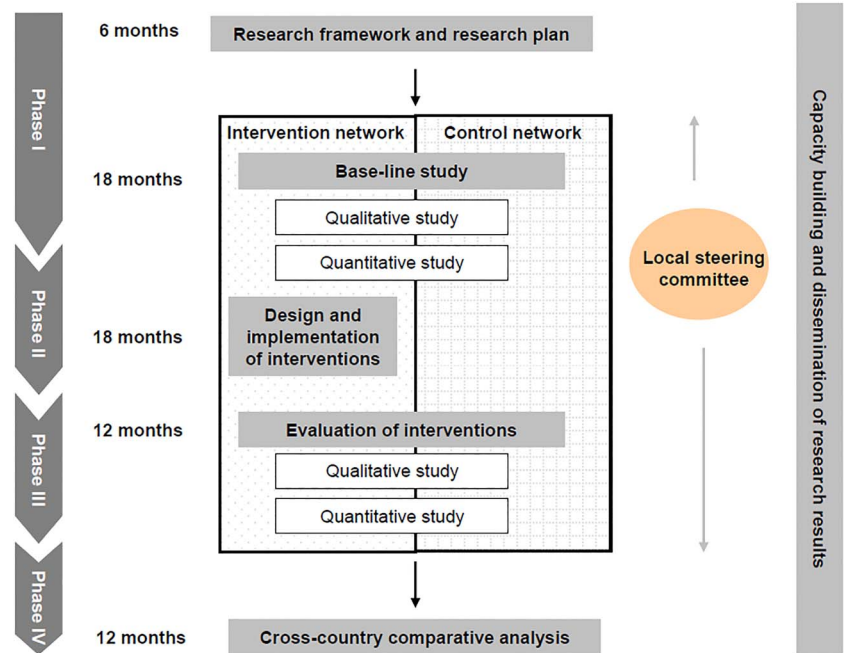 6 months
Research framework and research plan
Phase I
Intervention network
Control network
18 months
Base-line study
Qualitative study
Quantitative study
Local steering
committee
Capacity building and dissemination of research results
Phase II
18 months
Design and
implementation
of interventions
Phase III
12 months
Evaluation of interventions
Qualitative study
Quantitative study
Phase IV
12 months
Cross-country comparative analysis